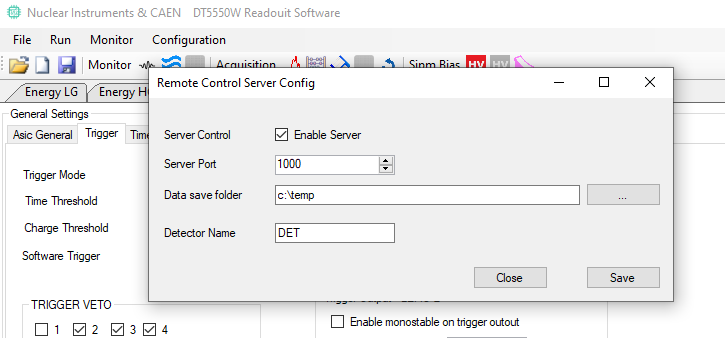 Nuclear Instruments & CAEN DT5550W Readouit Software
File Run Monitor Configuration
Monitor Acquisition Sipm Bias HV HV
Energy LG Energy H
Remote Control Server Config
General Settings
Asic General Trigger Time
Server Control Enable Server
Trigger Mode
Server Port 1000
Time Threshold
Data save folder c:\temp ...
Charge Threshold
Detector Name DET
Software Trigger
Close Save
TRIGGER VETO
1 2 3 4
Enable monostable on trigger outout